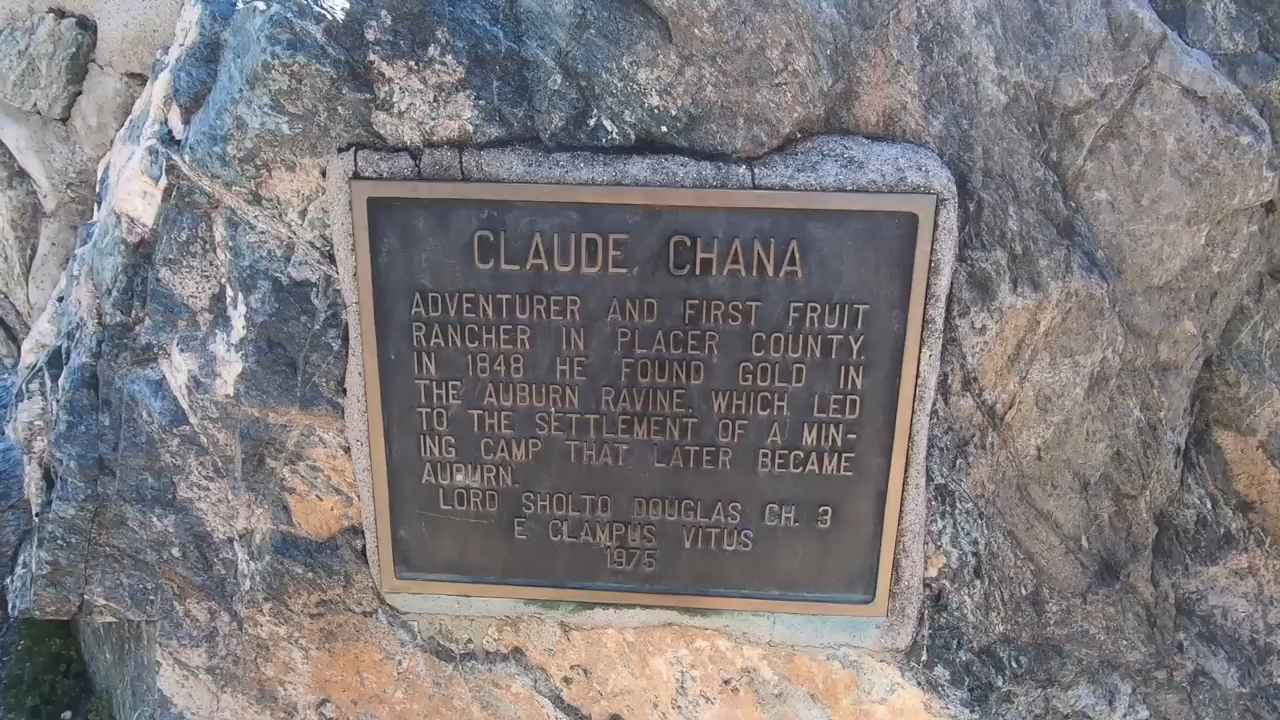 CLAUDE CHANA
ADVENTURER AND FIRST FRUIT
RANCHER IN PLACER COUNTY.
IN 1848 HE FOUND GOLD IN
THE AUBURN RAVINE, WHICH LED
TO THE SETTLEMENT OF A MIN-
ING CAMP THAT LATER BECAME
AUBURN.
LORD SHOLTO DOUGLAS CH. 3
E CLAMPUS VITUS
1975